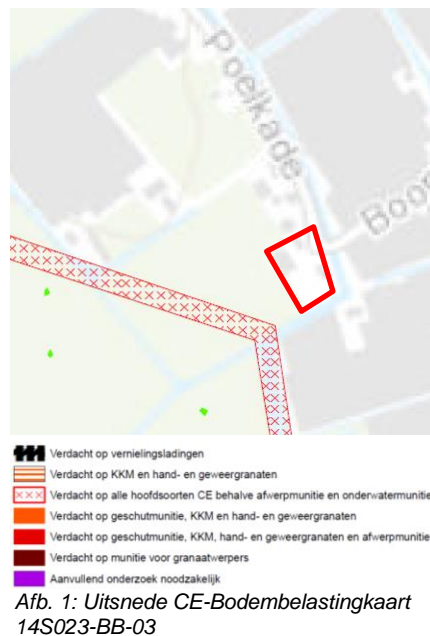 Poelkade
Boor
Verdacht op vernielingsladingen
Verdacht op KKM en hand- en geweergranaten
Verdacht op alle hoofdsoorten CE behalve afwerpmunitie en onderwatermunitie
Verdacht op geschutmunitie, KKM en hand- en geweergranaten
Verdacht op geschutmunitie, KKM, hand- en geweergranaten en afwerpmunitie
Verdacht op munitie voor granaatwerpers
Aanvullend onderzoek noodzakelijk
Afb. 1: Uitsnede CE-Bodembelastingkaart
14S023-BB-03